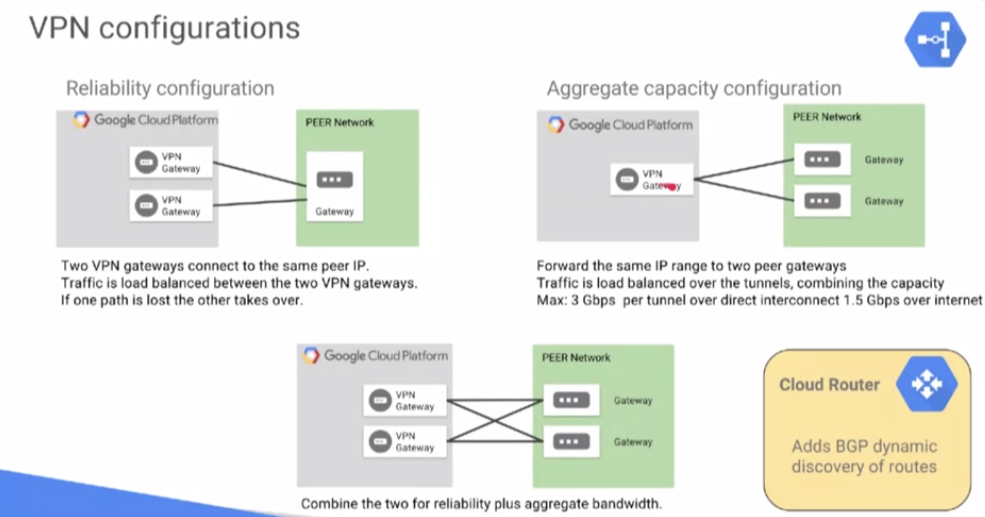 VPN configurations
Reliability configuration
Google Cloud Platform
VPN
Gateway
VPN
Gateway
PEER Network
Gateway
Two VPN gateways connect to the same peer IP.
Traffic is load balanced between the two VPN gateways.
If one path is lost the other takes over.
Aggregate capacity configuration
Google Cloud Platform
VPN
Gateway
PEER Network
Gateway
Gateway
Forward the same IP range to two peer gateways
Traffic is load balanced over the tunnels, combining the capacity
Max: 3 Gbps per tunnel over direct interconnect 1.5 Gbps over internet
Google Cloud Platform
VPN
Gateway
VPN
Gateway
PEER Network
Gateway
Gateway
Combine the two for reliability plus aggregate bandwidth.
Cloud Router
Adds BGP dynamic
discovery of routes